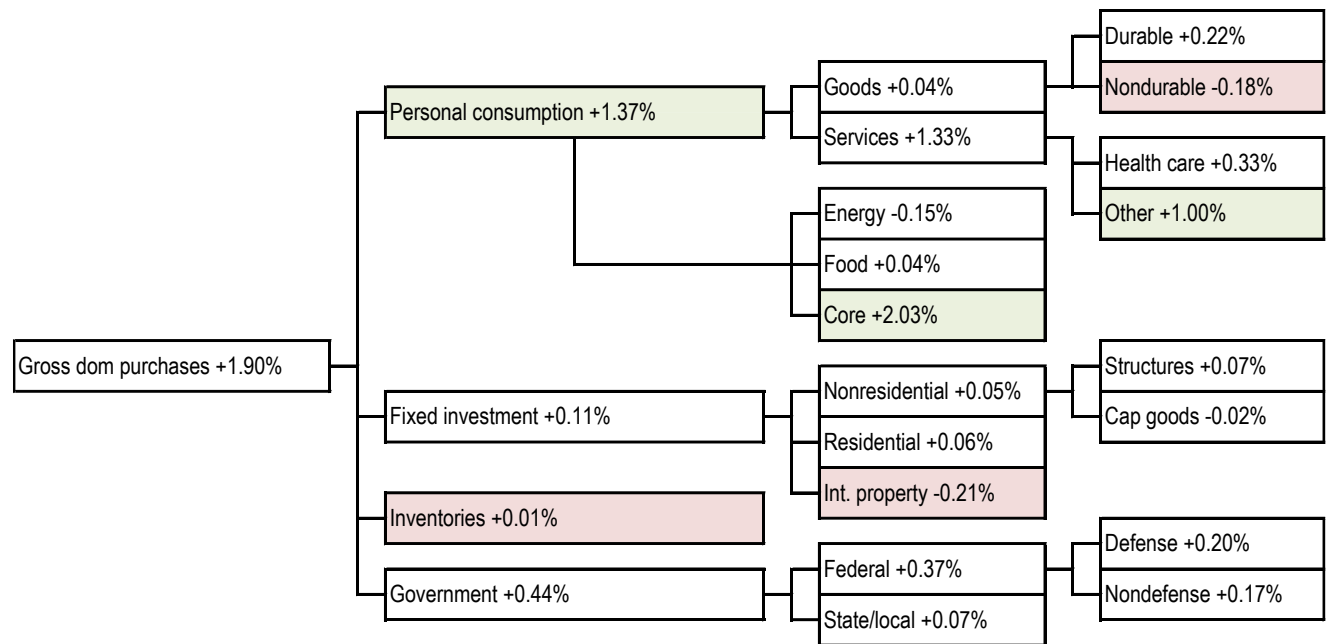 Gross dom purchases +1.90%
Personal consumption +1.37%
Goods +0.04%
Services +1.33%
Durable +0.22%
Nondurable -0.18%
Health care +0.33%
Other +1.00%
Energy -0.15%
Food +0.04%
Core +2.03%
Fixed investment +0.11%
Nonresidential +0.05%
Residential +0.06%
Int. property -0.21%
Structures +0.07%
Cap goods -0.02%
Inventories +0.01%
Government +0.44%
Federal +0.37%
State/local +0.07%
Defense +0.20%
Nondefense +0.17%